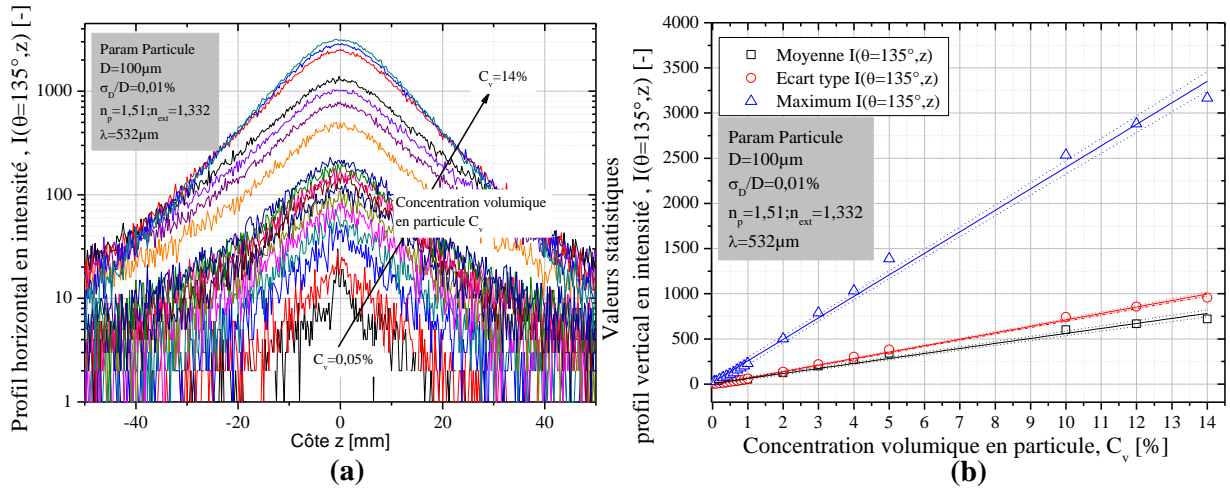 Profil horizontal en intensité , I(θ=135°,z) [-]
1000
100
10
1
Param Particule
D=100µm
σD/D=0,01%
np=1,51;next=1,332
λ=532µm
Cv=14%
Concentration volumique
en particule Cv
Cv=0,05%
-40
-20
0
20
40
Côte z [mm]
(a)
Valeurs statistiques
profil vertical en intensité , I(θ=135°,z) [-]
4000
3500
3000
2500
2000
1500
1000
500
0
Moyenne I(θ=135°,z)
Ecart type I(θ=135°,z)
Maximum I(θ=135°,z)
Param Particule
D=100µm
σD/D=0,01%
np=1,51;next=1,332
λ=532µm
0 1 2 3 4 5 6 7 8 9 10 11 12 13 14
Concentration volumique en particule, Cv [%]
(b)